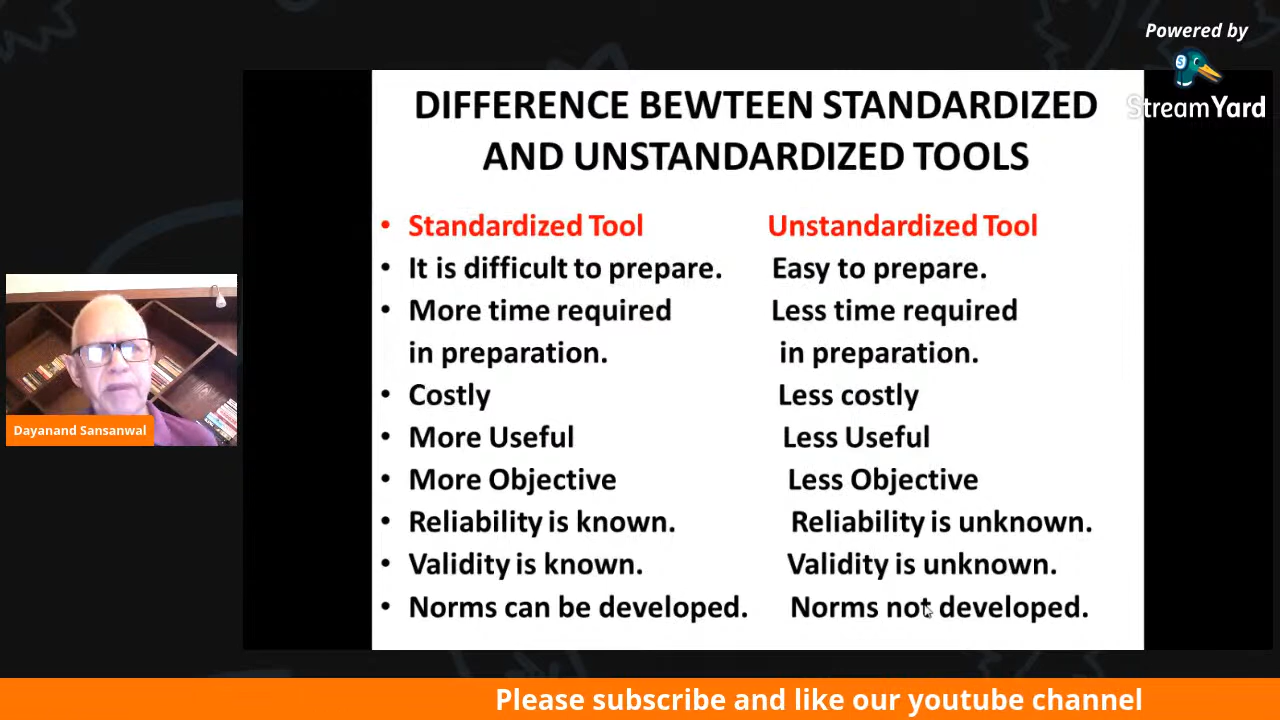 Powered by
StreamYard
DIFFERENCE BEWTEEN STANDARDIZED
AND UNSTANDARDIZED TOOLS
• Standardized Tool Unstandardized Tool
• It is difficult to prepare. Easy to prepare.
• More time required Less time required
in preparation. in preparation.
• Costly Less costly
• More Useful Less Useful
• More Objective Less Objective
• Reliability is known. Reliability is unknown.
• Validity is known. Validity is unknown.
• Norms can be developed. Norms not developed.
Dayanand Sansanwal
Please subscribe and like our youtube channel